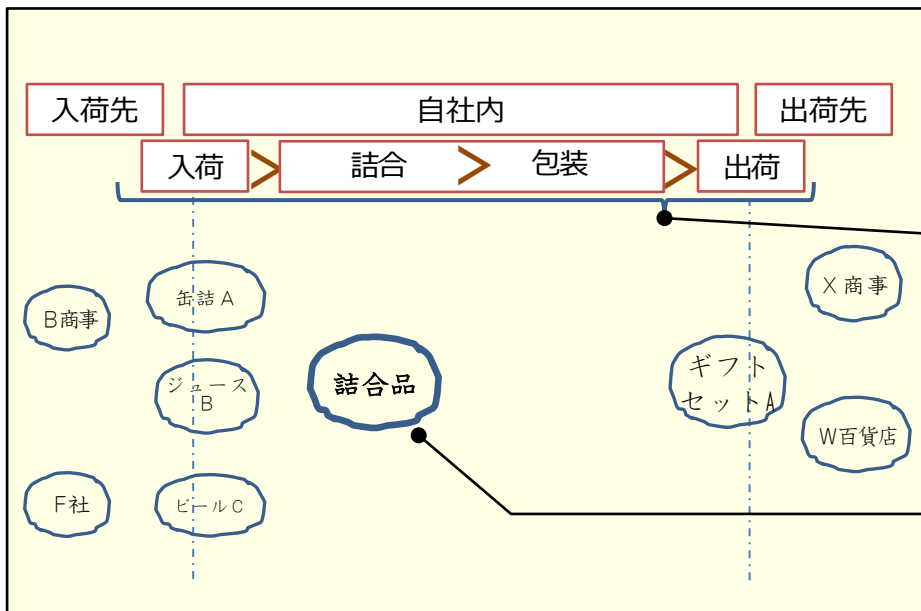 入荷先
自社内
出荷先
入荷
詰合
包装
出荷
B商事
缶詰A
ジュース
B
詰合品
ギフト
セットA
X商事
W百貨店
F社
ビールC